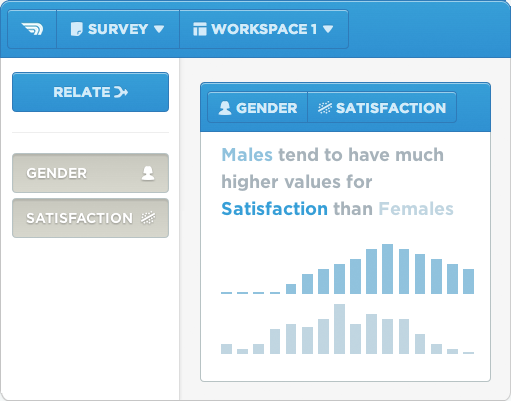 SURVEY WORKSPACE 1
RELATE
GENDER
SATISFACTION
GENDER SATISFACTION
Males tend to have much
higher values for
Satisfaction than Females